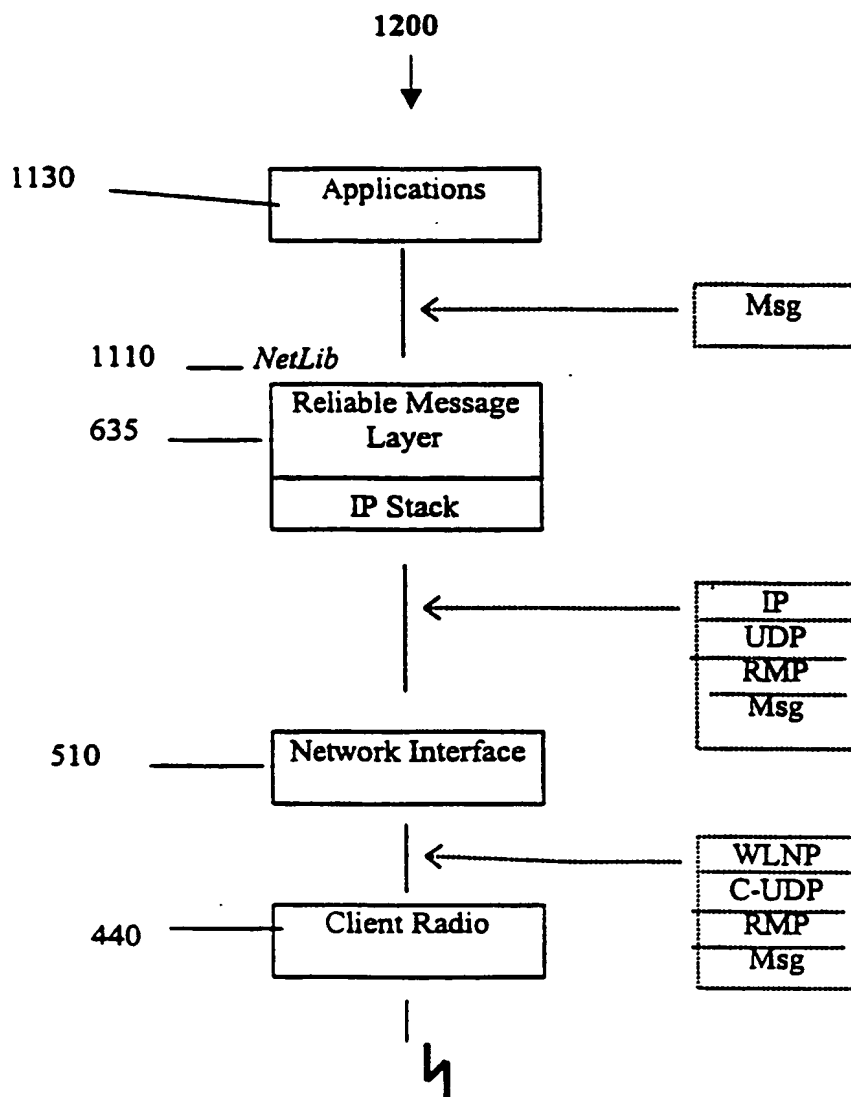 1200
1130
Applications
Msg
1110
NetLib
Reliable Message
Layer
635
IP Stack
IP
UDP
RMP
Msg
510
Network Interface
WLNP
C-UDP
RMP
Msg
440
Client Radio